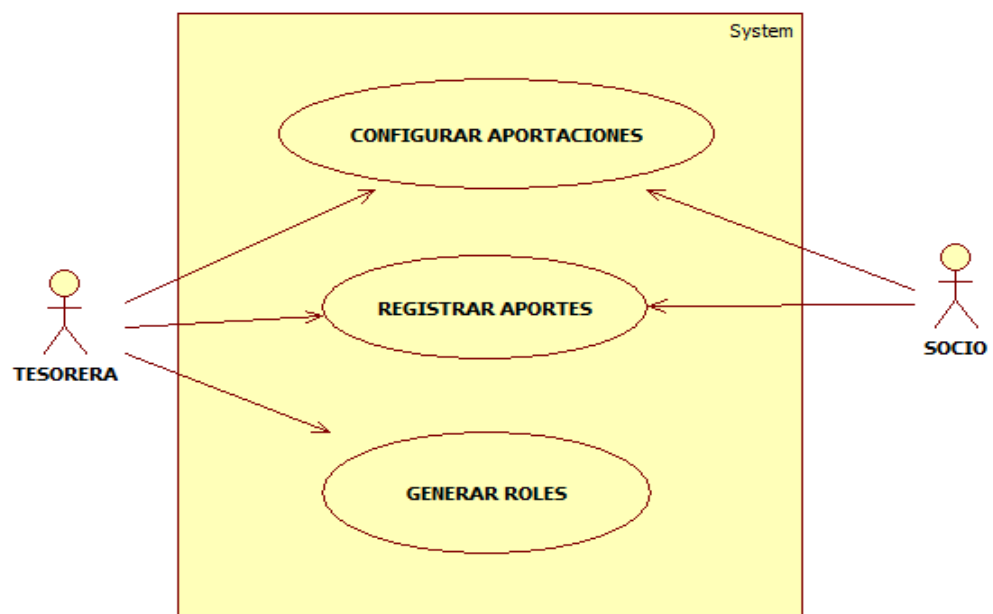 System
CONFIGURAR APORTACIONES
REGISTRAR APORTES
TESORERA
SOCIO
GENERAR ROLES